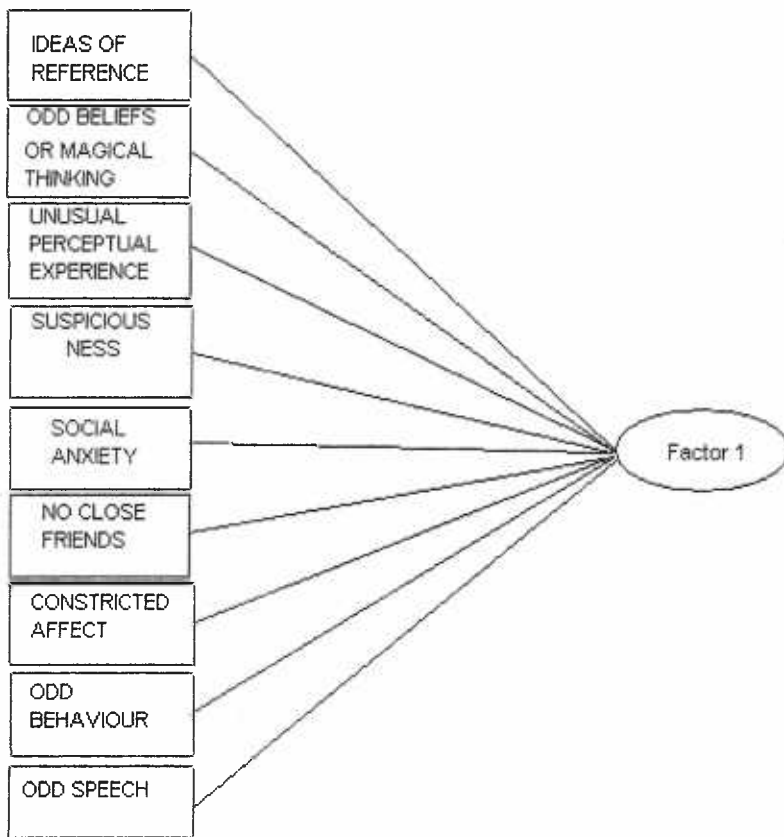 IDEAS OF
REFERENCE
ODD BELIEFS
OR MAGICAL
THINKING
UNUSUAL
PERCEPTUAL
EXPERIENCE
SUSPICIOUS
NESS
SOCIAL
ANXIETY
NO CLOSE
FRIENDS
CONSTRICTED
AFFECT
ODD
BEHAVIOUR
ODD SPEECH
Factor 1